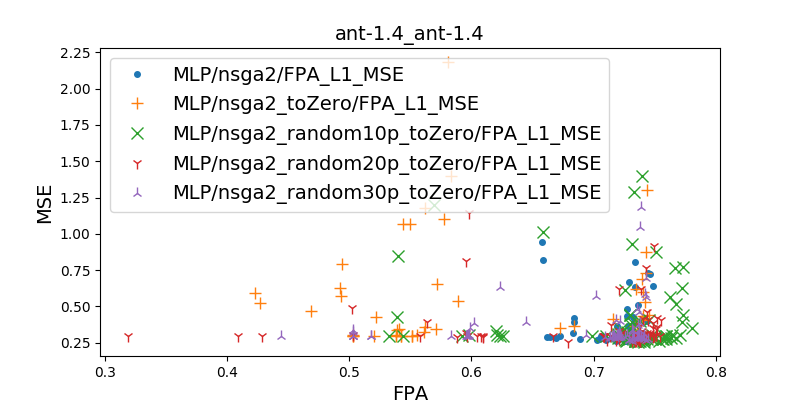 ant-1.4_ant-1.4
2.25
2.00
1.75
1.50
1.25
1.00
0.75
0.50
0.25
MSE
MLP/nsga2/FPA_L1_MSE
MLP/nsga2_toZero/FPA_L1_MSE
MLP/nsga2_random10p_toZero/FPA_L1_MSE
MLP/nsga2_random20p_toZero/FPA_L1_MSE
MLP/nsga2_random30p_toZero/FPA_L1_MSE
0.3 0.4 0.5 0.6 0.7 0.8
FPA